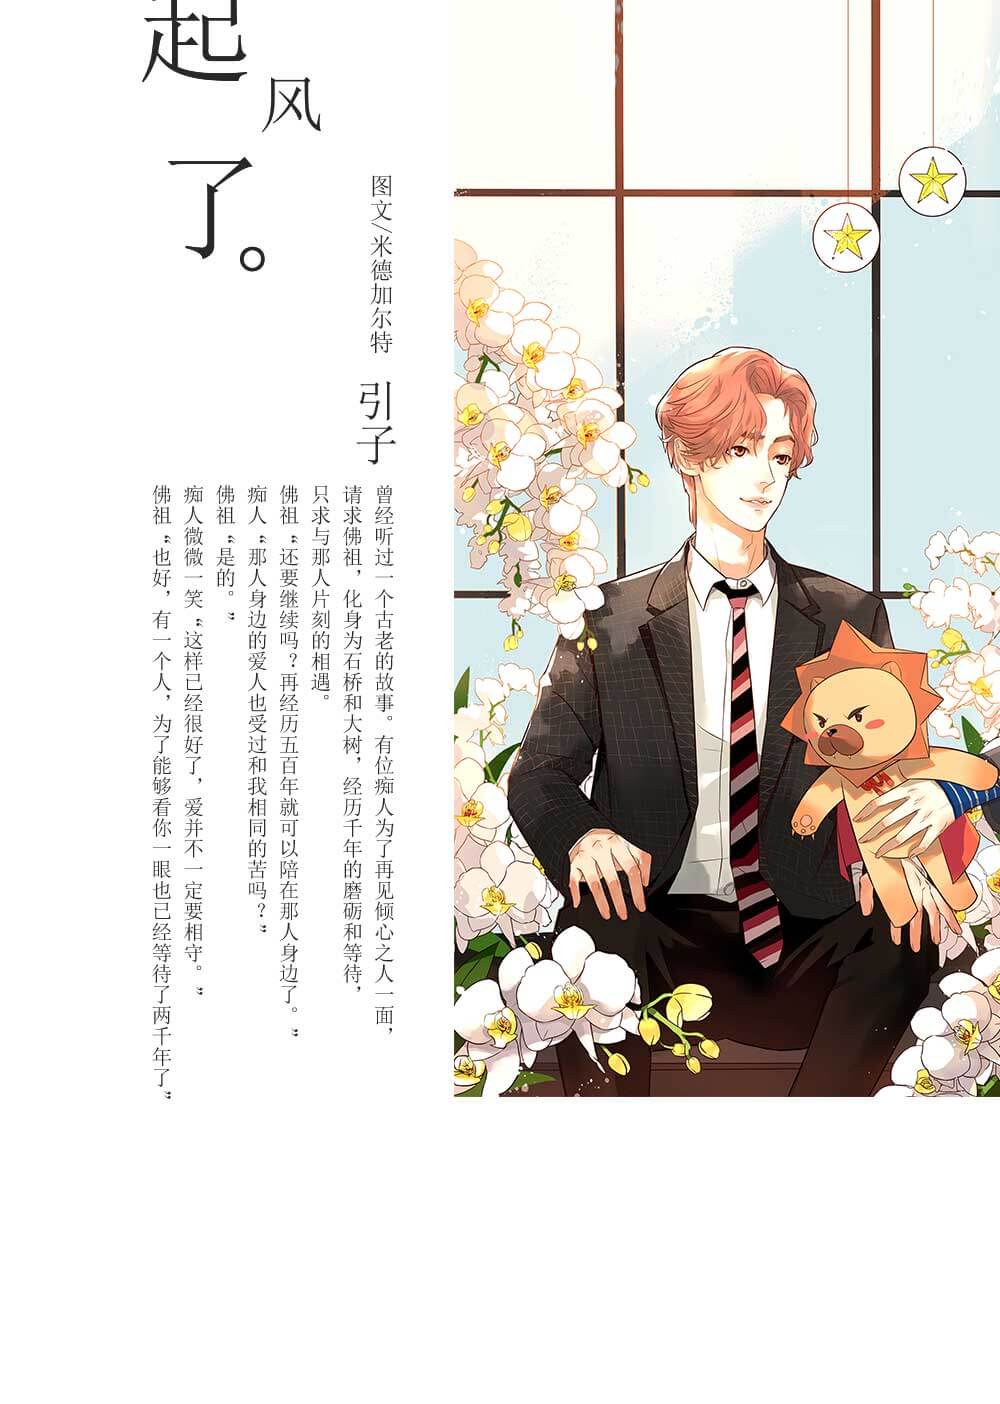 起风了。
图文/米德加尔特
引子
曾经听过一个古老的故事。有位痴人为了再见倾心之人一面，
请求佛祖，化身为石桥和大树，经历千年的磨砺和等待，
只求与那人片刻的相遇。
佛祖“还要继续吗？再经历五百年就可以陪在那人身边了。”
痴人“那人身边的爱人也受过和我相同的苦吗？”
佛祖“是的。”
痴人微微一笑“这样已经很好了，爱并不一定要相守。”
佛祖“也好，有一个人，为了能够看你一眼也已经等待了两千年了”